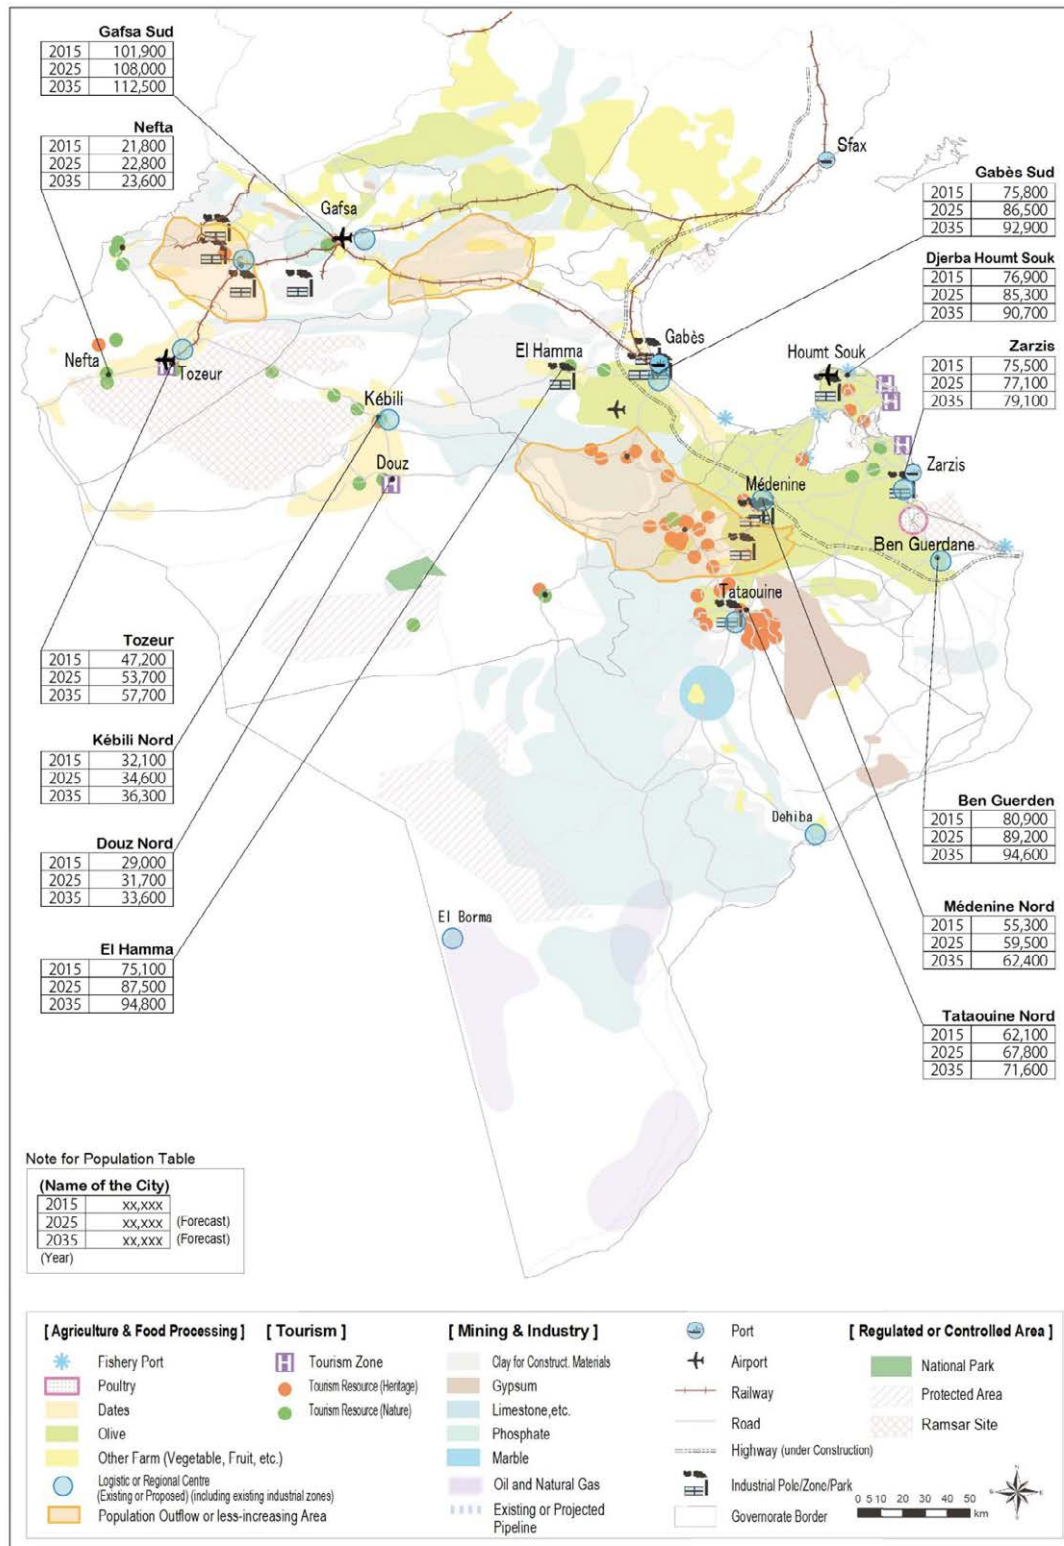 Gafsa Sud
2015 101,900
2025 108,000
2035 112,500
Nefta
2015 21,800
2025 22,800
2035 23,600
Sfax
Gabès Sud
2015 75,800
2025 86,500
2035 92,900
Djerba Houmt Souk
2015 76,900
2025 85,300
2035 90,700
Zarzis
2015 75,500
2025 77,100
2035 79,100
Gafsa
Gabès
El Hamma
Houmt Souk
Nefta
Tozeur
Kébili
Douz
Zarzis
Médenine
Ben Guerdane
Tataouine
Dehiba
El Borma
Tozeur
2015 47,200
2025 53,700
2035 57,700
Kébili Nord
2015 32,100
2025 34,600
2035 36,300
Douz Nord
2015 29,000
2025 31,700
2035 33,600
El Hamma
2015 75,100
2025 87,500
2035 94,800
Ben Guerden
2015 80,900
2025 89,200
2035 94,600
Médenine Nord
2015 55,300
2025 59,500
2035 62,400
Tataouine Nord
2015 62,100
2025 67,800
2035 71,600
Note for Population Table
(Name of the City)
2015 xx,xxx
2025 xx,xxx (Forecast)
2035 xx,xxx (Forecast)
(Year)
[ Agriculture & Food Processing ]
Fishery Port
Poultry
Dates
Olive
Other Farm (Vegetable, Fruit, etc.)
Logistic or Regional Centre
(Existing or Proposed) (including existing industrial zones)
Population Outflow or less-increasing Area
[ Tourism ]
H Tourism Zone
Tourism Resource (Heritage)
Tourism Resource (Nature)
[ Mining & Industry ]
Clay for Construct. Materials
Gypsum
Limestone,etc.
Phosphate
Marble
Oil and Natural Gas
Existing or Projected
Pipeline
Port
Airport
Railway
Road
Highway (under Construction)
Industrial Pole/Zone/Park
Governorate Border
[ Regulated or Controlled Area ]
National Park
Protected Area
Ramsar Site
0 5 10 20 30 40 50
km